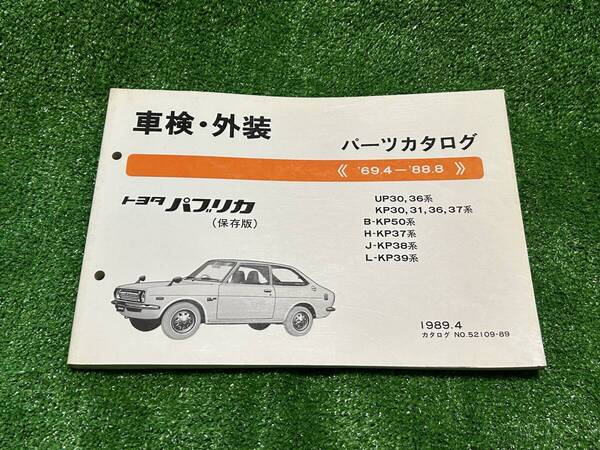 車検・外装
パーツカタログ
《 '69.4－'88.8 》
トヨタ パブリカ
(保存版)
UP30,36系
KP30,31,36,37系
B-KP50系
H-KP37系
J-KP38系
L-KP39系
1989.4
カタログ NO.52109-89